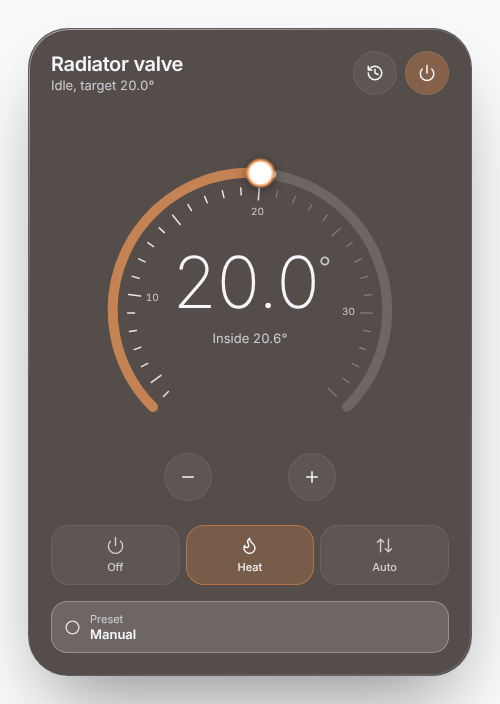 Radiator valve
Idle, target 20.0°
20
10
30
20.0°
Inside 20.6°
Off
Heat
Auto
Preset
Manual